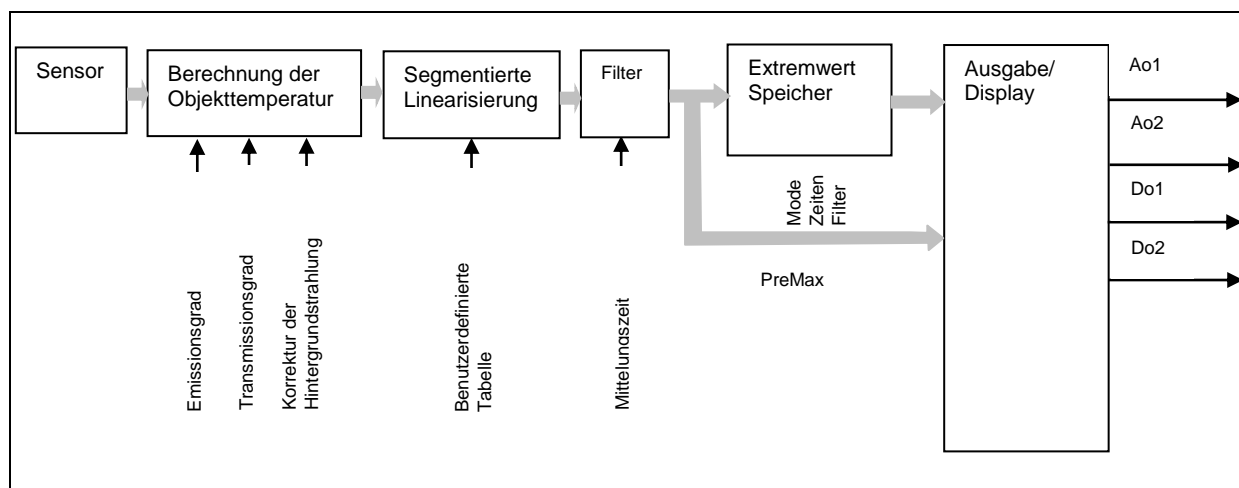 Sensor
Berechnung der
Objekttemperatur
Segmentierte
Linearisierung
Filter
Extremwert
Speicher
Ausgabe/
Display
Ao1
Ao2
Do1
Do2
Mode
Zeiten
Filter
PreMax
Emissionsgrad
Transmissionsgrad
Korrektur der
Hintergrundstrahlung
Benutzerdefinierte
Tabelle
Mittelungszeit